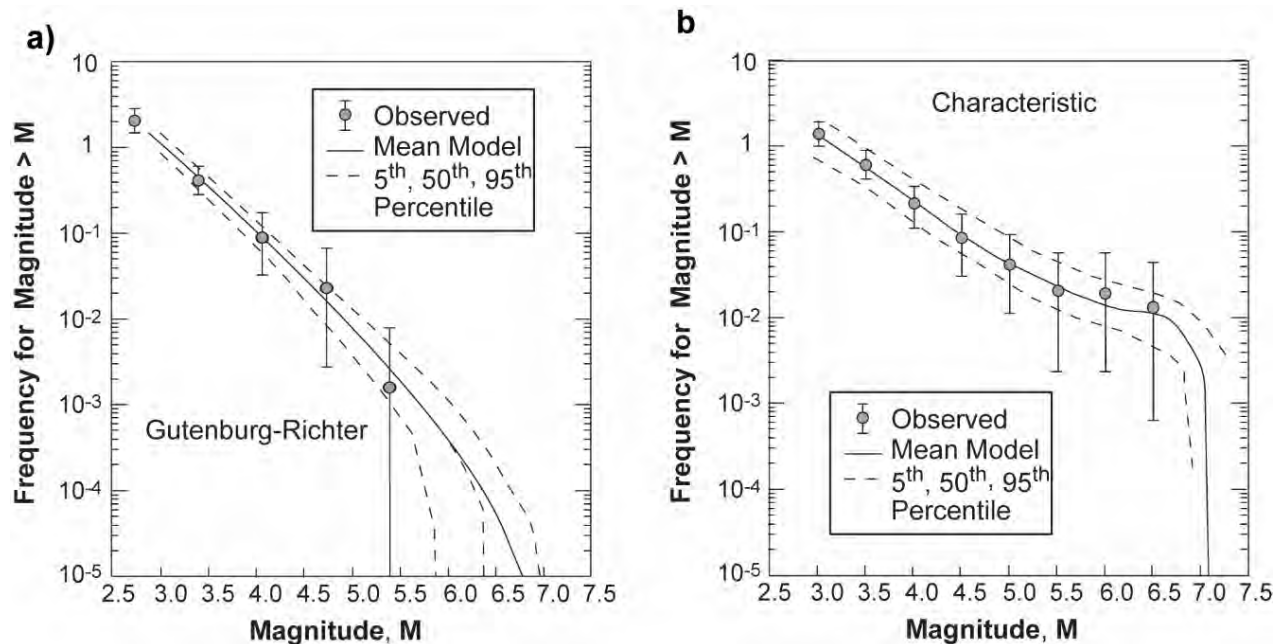 a)
Frequency for Magnitude > M
10
1
10-1
10-2
10-3
10-4
10-5
Observed
Mean Model
5th, 50th, 95th
Percentile
Gutenburg-Richter
2.5 3.0 3.5 4.0 4.5 5.0 5.5 6.0 6.5 7.0 7.5
Magnitude, M
b
Frequency for Magnitude > M
10
1
10-1
10-2
10-3
10-4
10-5
Characteristic
Observed
Mean Model
5th, 50th, 95th
Percentile
2.5 3.0 3.5 4.0 4.5 5.0 5.5 6.0 6.5 7.0 7.5
Magnitude, M